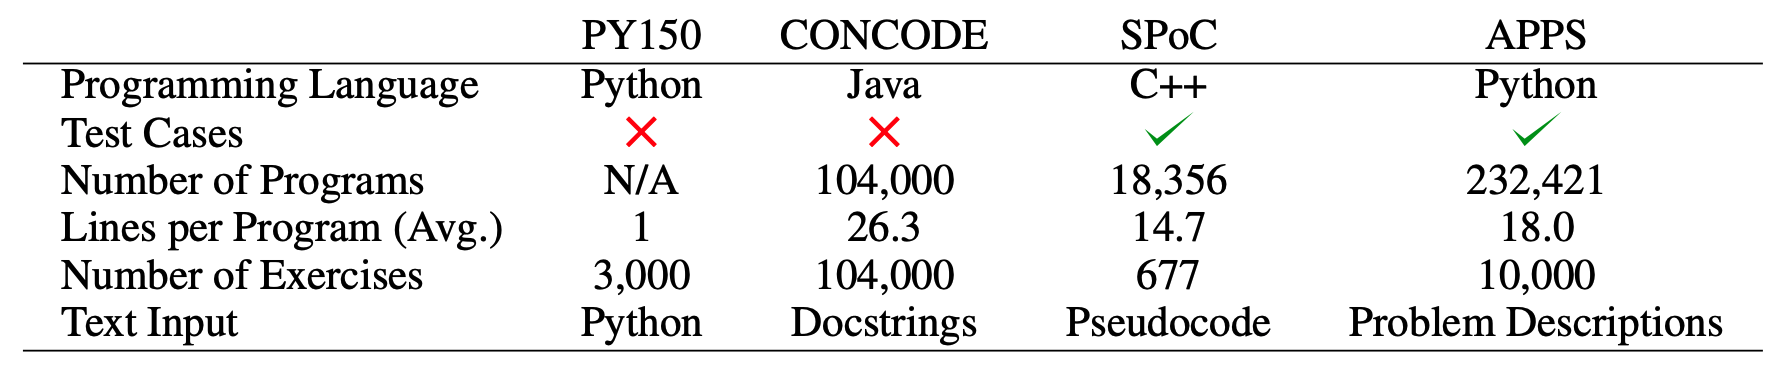 PY150 CONCODE SPoC APPS
Programming Language Python Java C++ Python
Test Cases ✗ ✗ ✓ ✓
Number of Programs N/A 104,000 18,356 232,421
Lines per Program (Avg.) 1 26.3 14.7 18.0
Number of Exercises 3,000 104,000 677 10,000
Text Input Python Docstrings Pseudocode Problem Descriptions